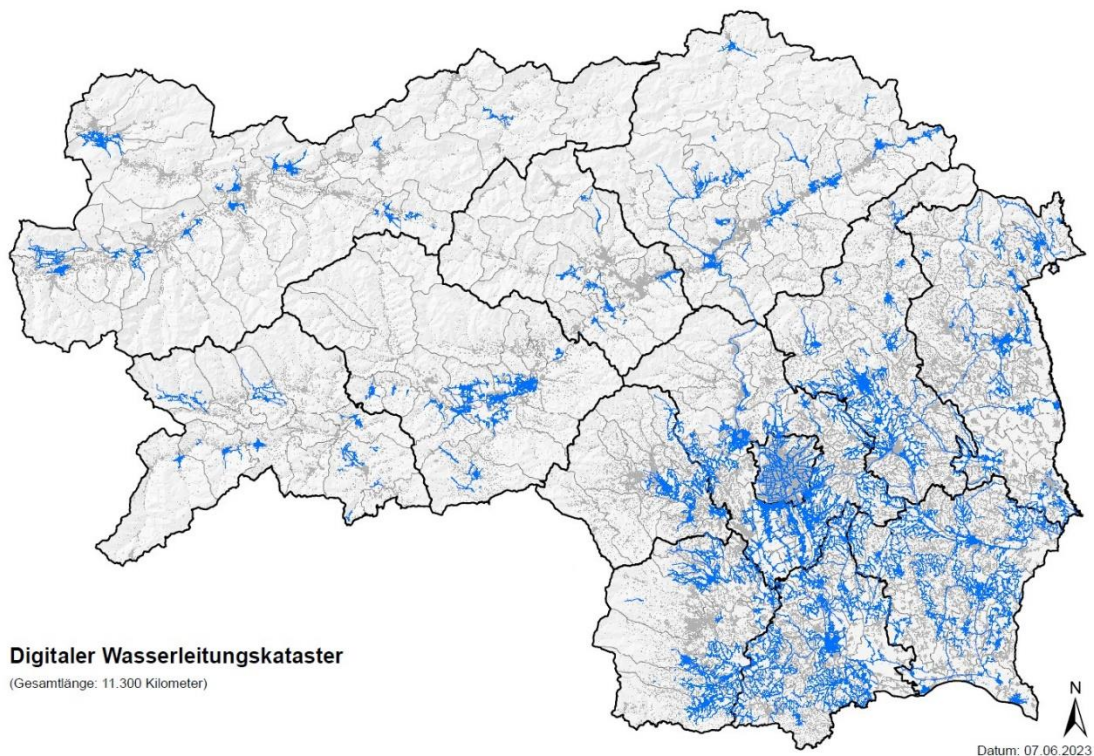 Digitaler Wasserleitungskataster
(Gesamtlänge: 11.300 Kilometer)
N
Datum: 07.06.2023